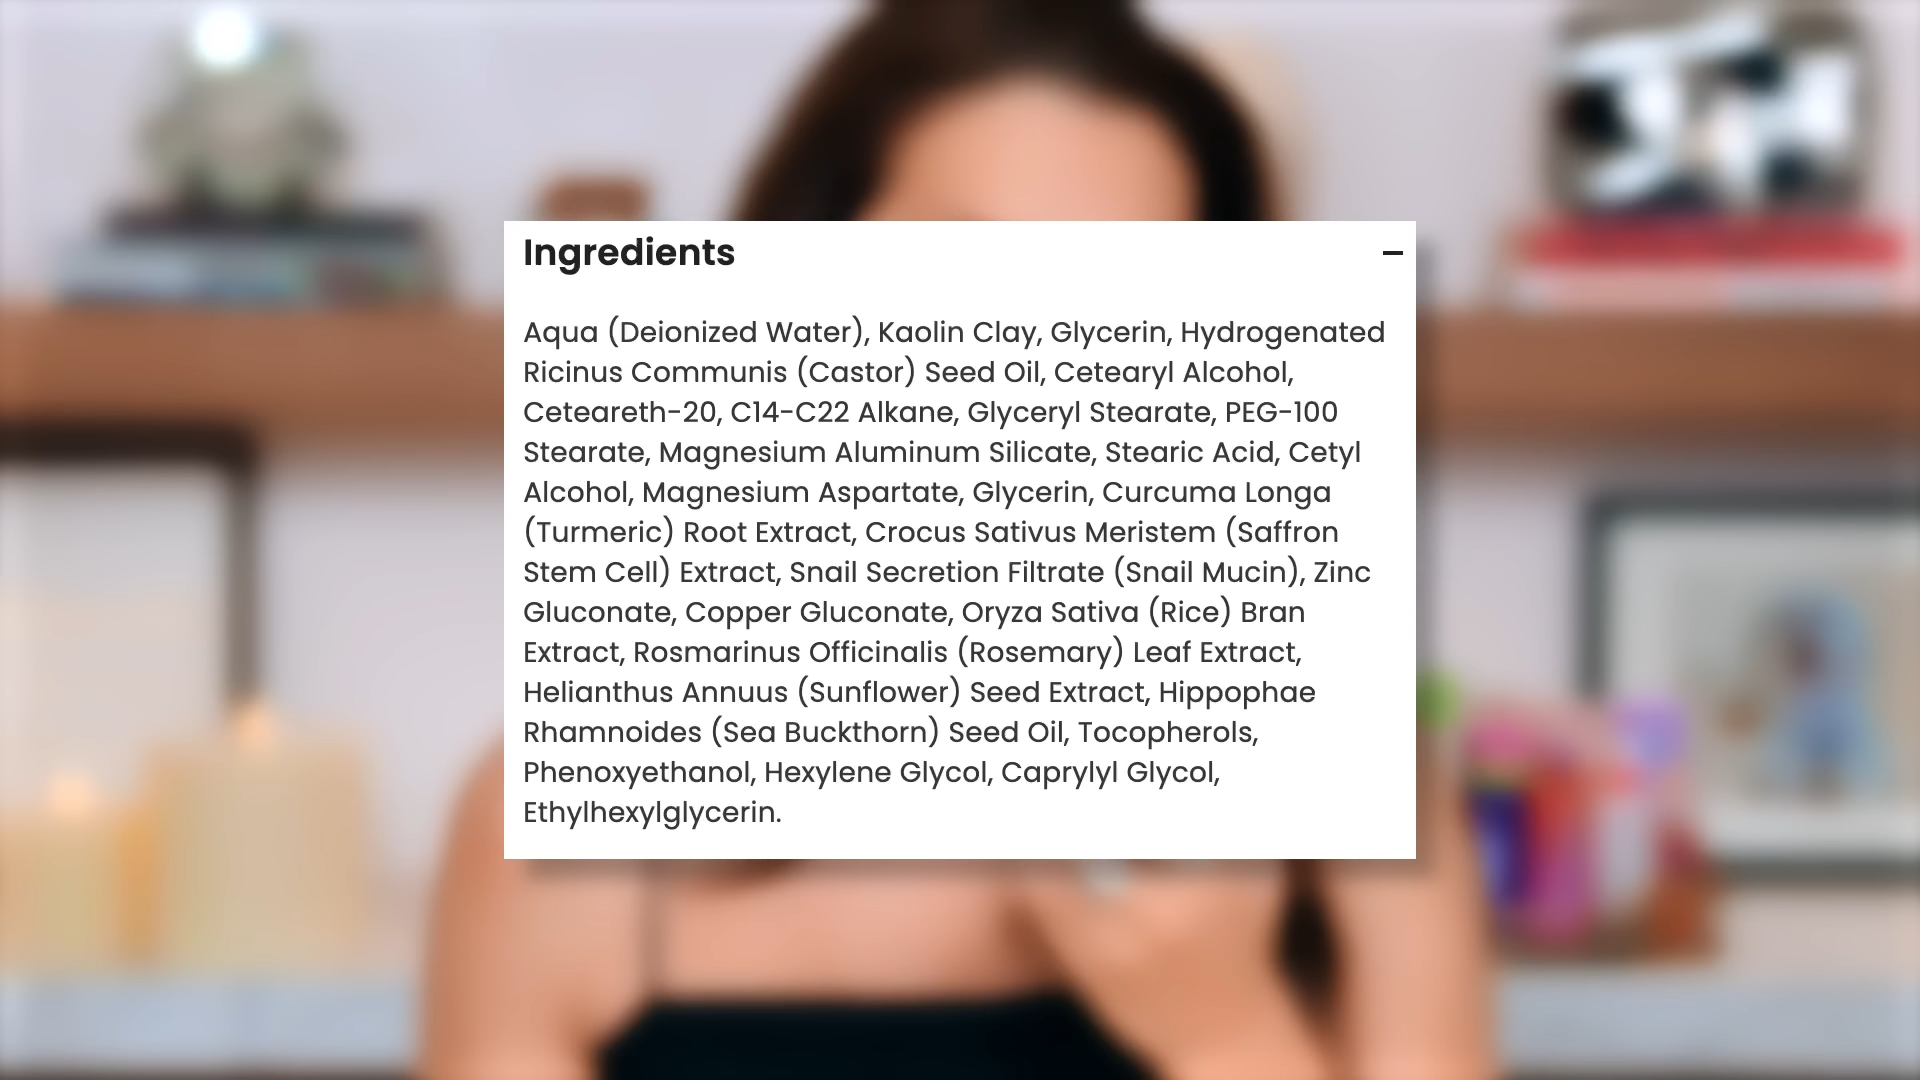 Ingredients
Aqua (Deionized Water), Kaolin Clay, Glycerin, Hydrogenated
Ricinus Communis (Castor) Seed Oil, Cetearyl Alcohol,
Ceteareth-20, C14-C22 Alkane, Glyceryl Stearate, PEG-100
Stearate, Magnesium Aluminum Silicate, Stearic Acid, Cetyl
Alcohol, Magnesium Aspartate, Glycerin, Curcuma Longa
(Turmeric) Root Extract, Crocus Sativus Meristem (Saffron
Stem Cell) Extract, Snail Secretion Filtrate (Snail Mucin), Zinc
Gluconate, Copper Gluconate, Oryza Sativa (Rice) Bran
Extract, Rosmarinus Officinalis (Rosemary) Leaf Extract,
Helianthus Annuus (Sunflower) Seed Extract, Hippophae
Rhamnoides (Sea Buckthorn) Seed Oil, Tocopherols,
Phenoxyethanol, Hexylene Glycol, Caprylyl Glycol,
Ethylhexylglycerin.